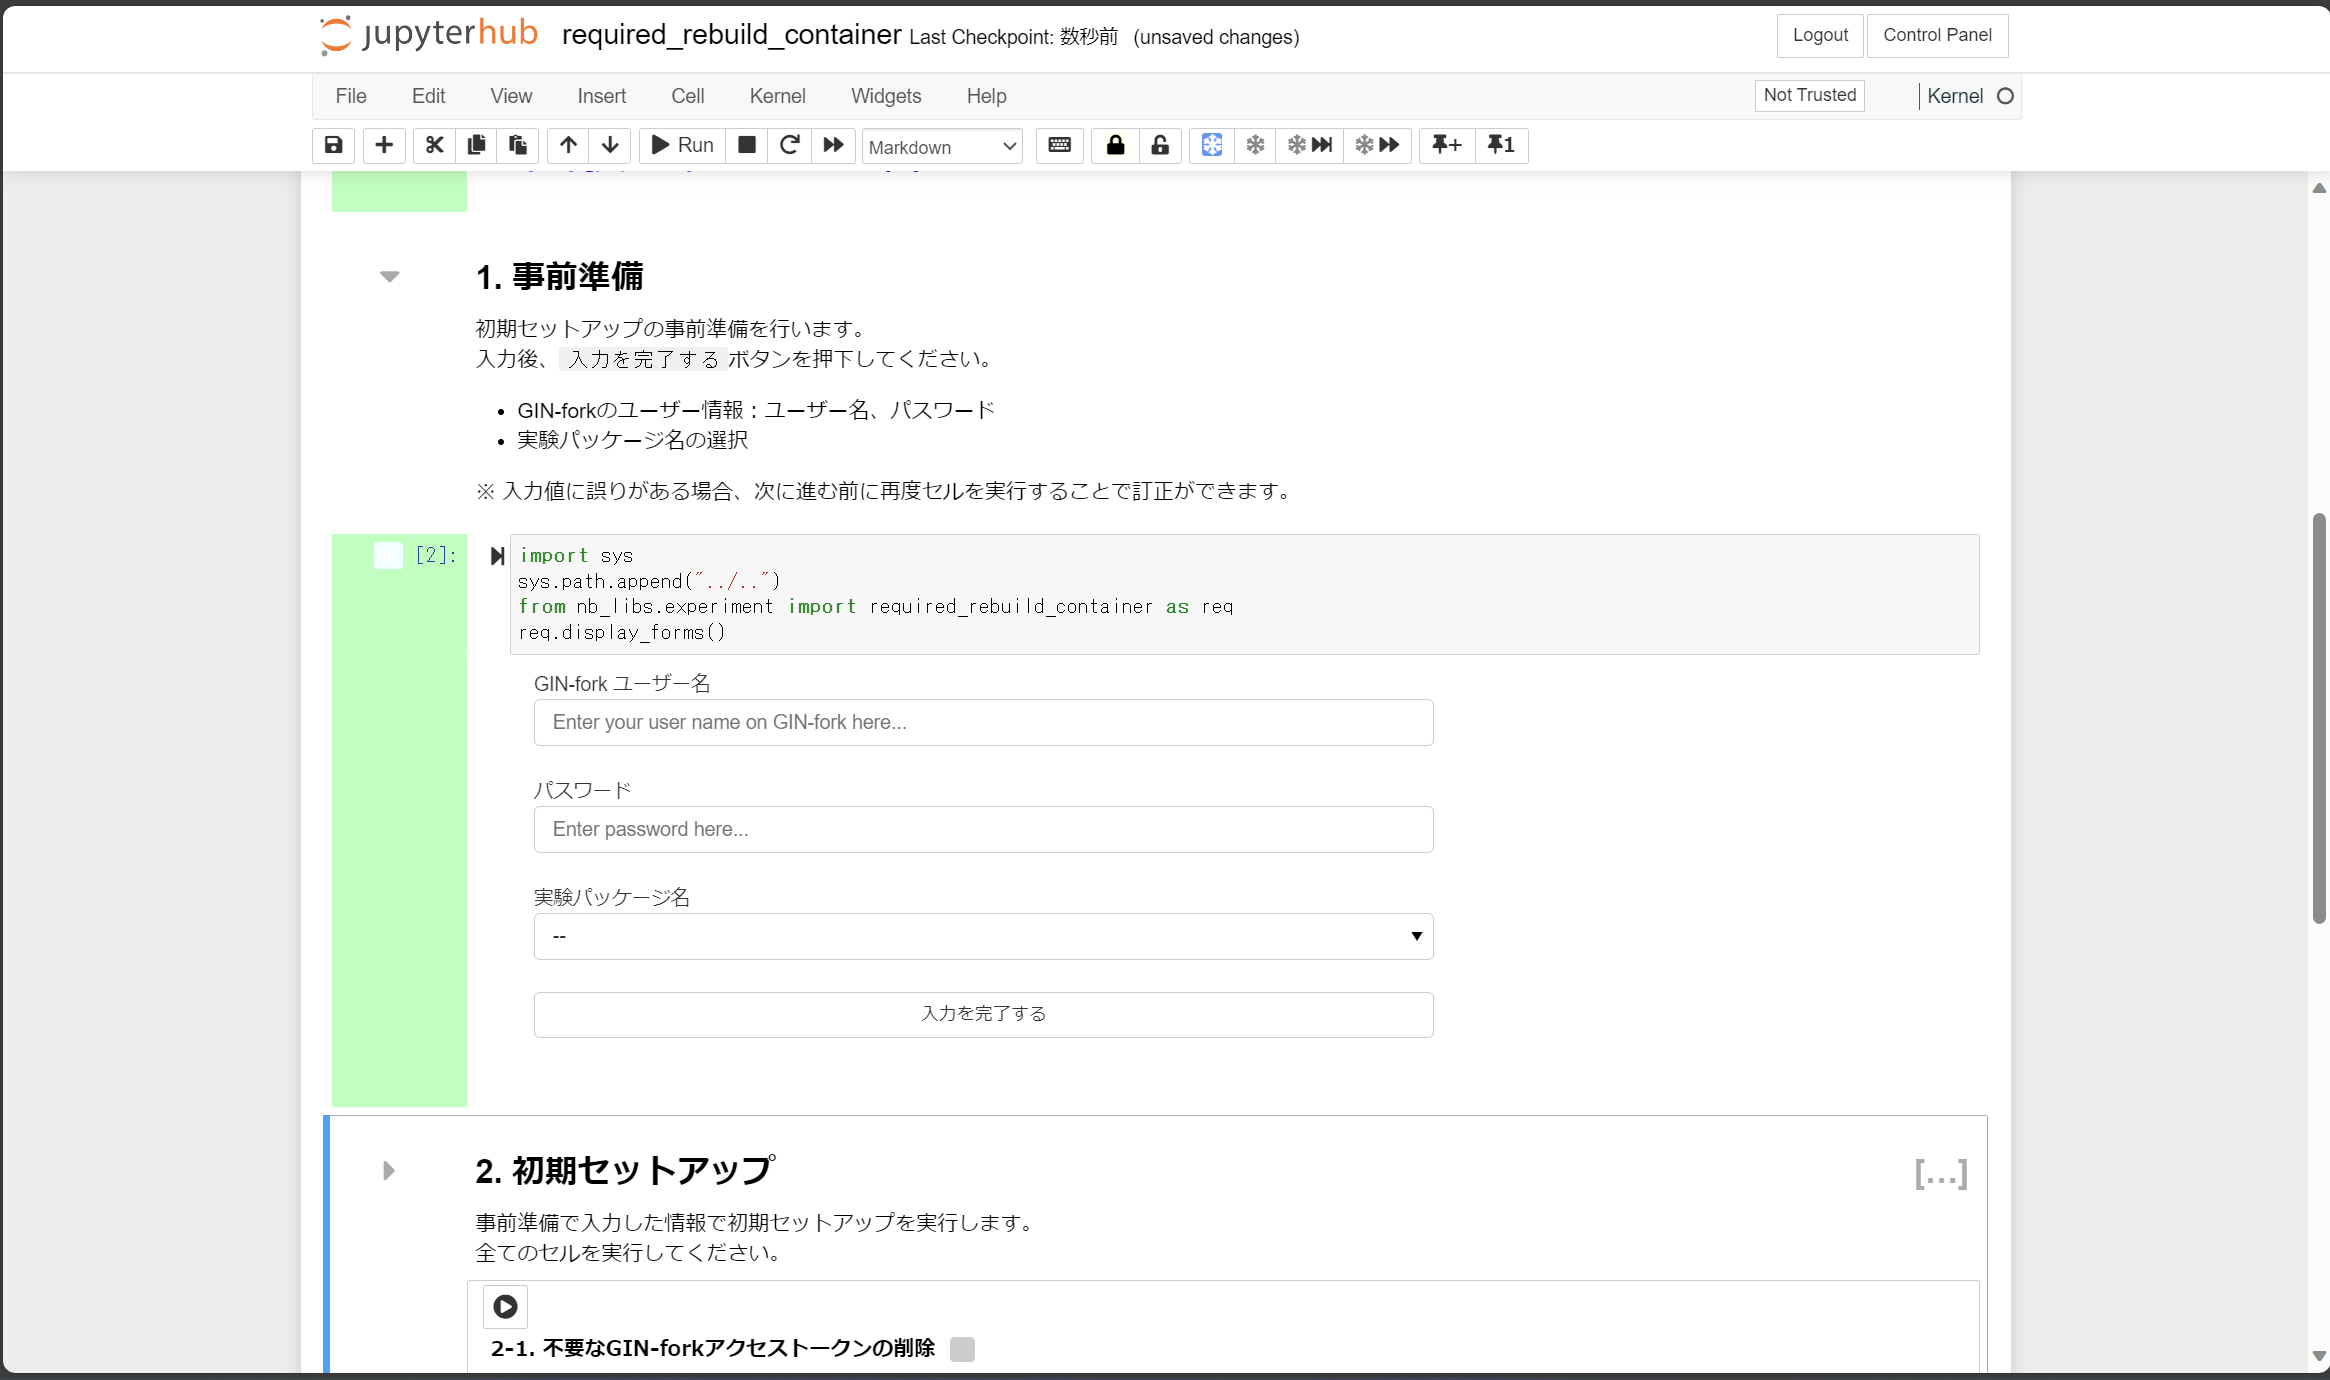 jupyterhub required_rebuild_container Last Checkpoint: 数秒前 (unsaved changes) Logout Control Panel
File Edit View Insert Cell Kernel Widgets Help Not Trusted Kernel
Run Markdown +1
1. 事前準備
初期セットアップの事前準備を行います。
入力後、 入力を完了する ボタンを押下してください。
• GIN-forkのユーザー情報：ユーザー名、パスワード
• 実験パッケージ名の選択
※ 入力値に誤りがある場合、次に進む前に再度セルを実行することで訂正ができます。
[2]: import sys
sys.path.append("../..")
from nb_libs.experiment import required_rebuild_container as req
req.display_forms()
GIN-fork ユーザー名
Enter your user name on GIN-fork here...
パスワード
Enter password here...
実験パッケージ名
--
入力を完了する
2. 初期セットアップ [...]
事前準備で入力した情報で初期セットアップを実行します。
全てのセルを実行してください。
2-1. 不要なGIN-forkアクセストークンの削除